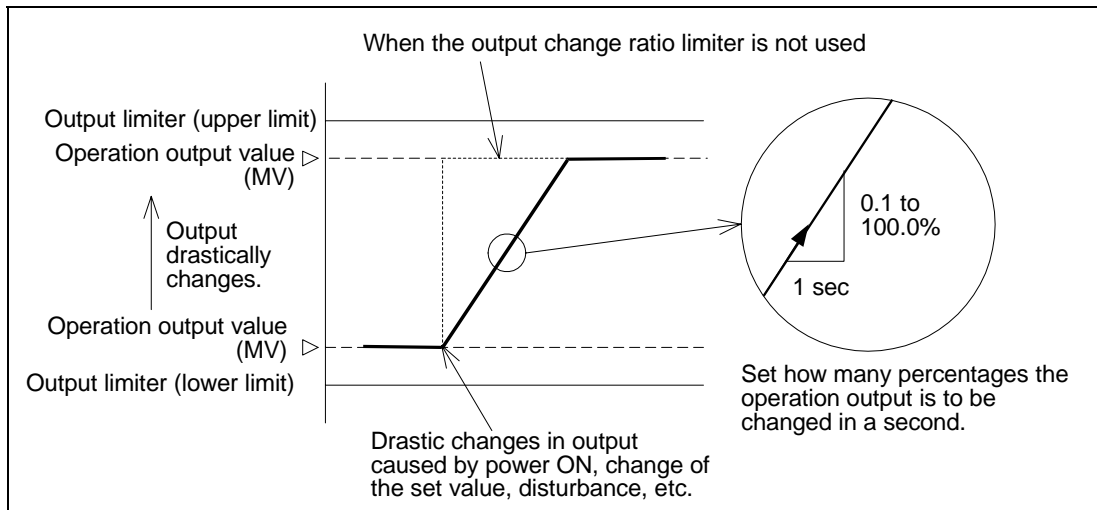 When the output change ratio limiter is not used
Output limiter (upper limit)
Operation output value
(MV)
Output
drastically
changes.
Operation output value
(MV)
Output limiter (lower limit)
Drastic changes in output
caused by power ON, change of
the set value, disturbance, etc.
0.1 to
100.0%
1 sec
Set how many percentages the
operation output is to be
changed in a second.